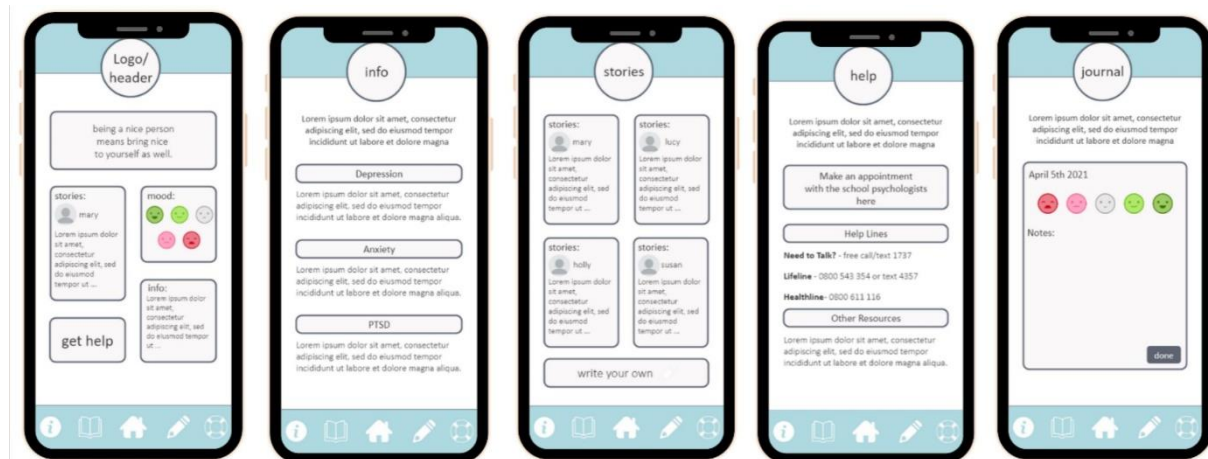 Logo/
header
being a nice person
means bring nice
to yourself as well.
stories:
mary
Lorem ipsum dolor
sit amet,
consectetur
adipiscing elit, sed
do eiusmod
tempor ut ...
mood:
info:
Lorem ipsum dolor
sit amet,
consectetur
adipiscing elit, sed
do eiusmod tempor
ut ...
get help
info
Lorem ipsum dolor sit amet, consectetur
adipiscing elit, sed do eiusmod tempor
incididunt ut labore et dolore magna
Depression
Lorem ipsum dolor sit amet, consectetur
adipiscing elit, sed do eiusmod tempor
incididunt ut labore et dolore magna aliqua.
Anxiety
Lorem ipsum dolor sit amet, consectetur
adipiscing elit, sed do eiusmod tempor
incididunt ut labore et dolore magna aliqua.
PTSD
Lorem ipsum dolor sit amet, consectetur
adipiscing elit, sed do eiusmod tempor
incididunt ut labore et dolore magna aliqua.
stories
stories:
mary
Lorem ipsum dolor
sit amet,
consectetur
adipiscing elit, sed
do eiusmod
tempor ut ...
stories:
lucy
Lorem ipsum dolor
sit amet,
consectetur
adipiscing elit, sed
do eiusmod
tempor ut ...
stories:
holly
Lorem ipsum dolor
sit amet,
consectetur
adipiscing elit, sed
do eiusmod
tempor ut ...
stories:
susan
Lorem ipsum dolor
sit amet,
consectetur
adipiscing elit, sed
do eiusmod
tempor ut ...
write your own
help
Lorem ipsum dolor sit amet, consectetur
adipiscing elit, sed do eiusmod tempor
incididunt ut labore et dolore magna
Make an appointment
with the school psychologists
here
Help Lines
Need to Talk? - free call/text 1737
Lifeline - 0800 543 354 or text 4357
Healthline- 0800 611 116
Other Resources
Lorem ipsum dolor sit amet, consectetur
adipiscing elit, sed do eiusmod tempor
incididunt ut labore et dolore magna aliqua.
journal
Lorem ipsum dolor sit amet, consectetur
adipiscing elit, sed do eiusmod tempor
incididunt ut labore et dolore magna
April 5th 2021
Notes:
done